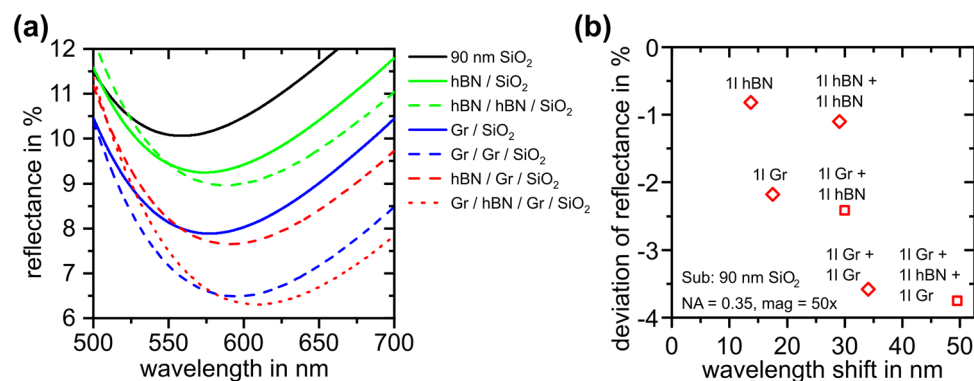 (a)
reflectance in %
12
11
10
9
8
7
6
500
550
600
650
700
wavelength in nm
90 nm SiO₂
hBN / SiO₂
hBN / hBN / SiO₂
Gr / SiO₂
Gr / Gr / SiO₂
hBN / Gr / SiO₂
Gr / hBN / Gr / SiO₂
(b)
deviation of reflectance in %
0
-1
-2
-3
-4
0
10
20
30
40
50
wavelength shift in nm
1l hBN
1l hBN +
1l hBN
1l Gr
1l Gr +
1l hBN
1l Gr +
1l Gr
1l Gr +
1l hBN +
1l Gr
Sub: 90 nm SiO₂
NA = 0.35, mag = 50x